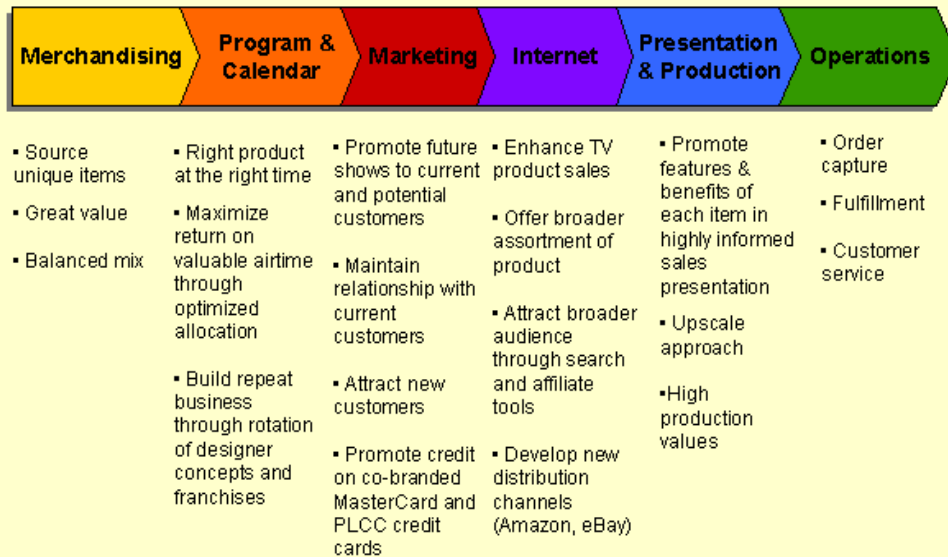 Merchandising
Program &
Calendar
Marketing
Internet
Presentation
& Production
Operations
▪ Source
unique items
▪ Great value
▪ Balanced mix
▪ Right product
at the right time
▪ Maximize
return on
valuable airtime
through
optimized
allocation
▪ Build repeat
business
through rotation
of designer
concepts and
franchises
▪ Promote future
shows to current
and potential
customers
▪ Maintain
relationship with
current
customers
▪ Attract new
customers
▪ Promote credit
on co-branded
MasterCard and
PLCC credit
cards
▪ Enhance TV
product sales
▪ Offer broader
assortment of
product
▪ Attract broader
audience
through search
and affiliate
tools
▪ Develop new
distribution
channels
(Amazon, eBay)
▪ Promote
features &
benefits of
each item in
highly informed
sales
presentation
▪ Upscale
approach
▪High
production
values
▪ Order
capture
▪ Fulfillment
▪ Customer
service